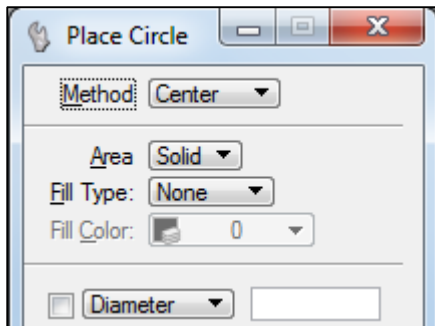 Place Circle
Method Center
Area Solid
Fill Type: None
Fill Color: 0
Diameter